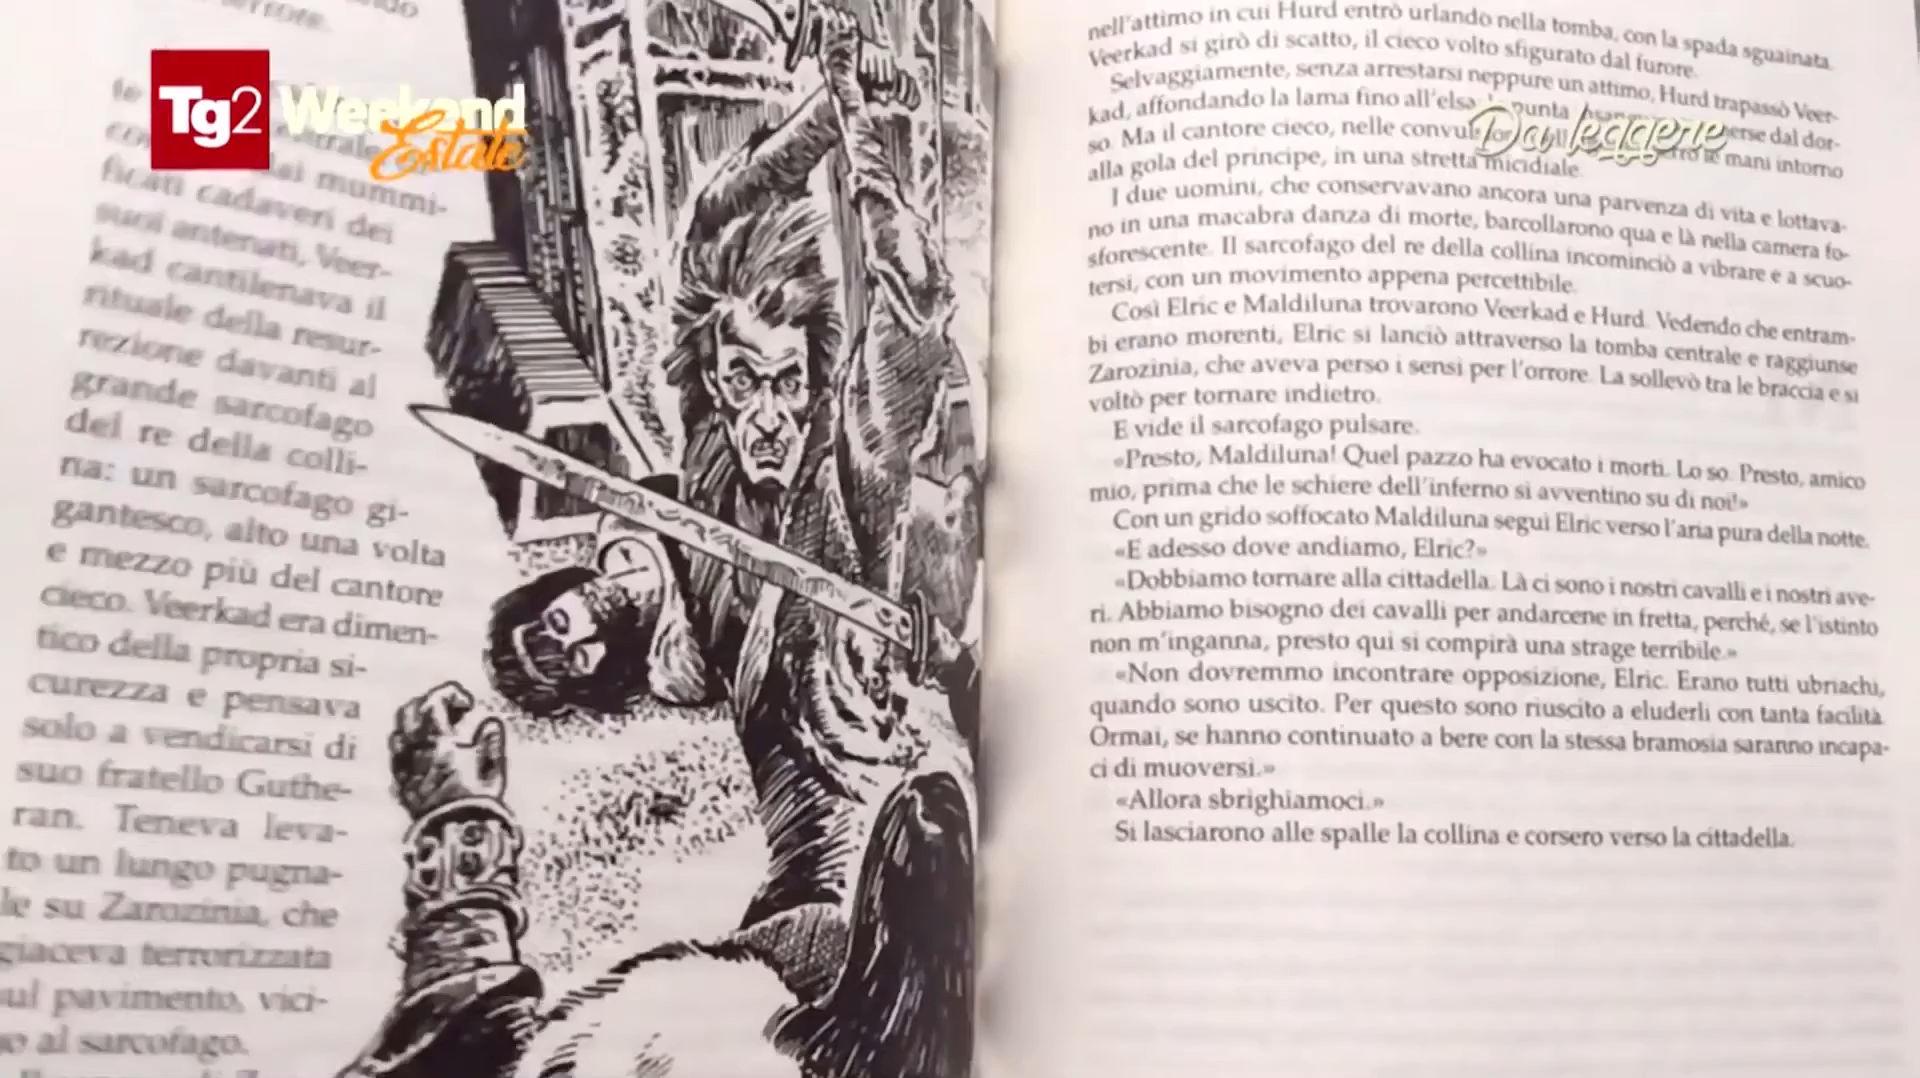 Tg2 Weekend
Estate
Da leggere
mummi-
ficati cadaveri dei
suoi antenati, Veer-
kad cantilenava il
rituale della resur-
rezione davanti al
grande sarcofago
del re della colli-
na: un sarcofago gi-
gantesco, alto una volta
e mezzo più del cantore
cieco. Veerkad era dimen-
tico della propria si-
curezza e pensava
solo a vendicarsi di
suo fratello Guthe-
ran. Teneva leva-
to un lungo pugna-
le su Zarozinia, che
giaceva terrorizzata
sul pavimento, vici-
no al sarcofago.
nell'attimo in cui Hurd entrò urlando nella tomba, con la spada sguainata.
Veerkad si girò di scatto, il cieco volto sfigurato dal furore.
Selvaggiamente, senza arrestarsi neppure un attimo, Hurd trapassò Veer-
kad, affondando la lama fino all'elsa punta dal dor-
so. Ma il cantore cieco, nelle le mani intorno
alla gola del principe, in una stretta micidiale.
I due uomini, che conservavano ancora una parvenza di vita e lottava-
no in una macabra danza di morte, barcollarono qua e là nella camera fo-
sforescente. Il sarcofago del re della collina incominciò a vibrare e a scuo-
tersi, con un movimento appena percettibile.
Così Elric e Maldiluna trovarono Veerkad e Hurd. Vedendo che entram-
bi erano morenti, Elric si lanciò attraverso la tomba centrale e raggiunse
Zarozinia, che aveva perso i sensi per l'orrore. La sollevò tra le braccia e si
voltò per tornare indietro.
E vide il sarcofago pulsare.
«Presto, Maldiluna! Quel pazzo ha evocato i morti. Lo so. Presto, amico
mio, prima che le schiere dell'inferno si avventino su di noi!»
Con un grido soffocato Maldiluna seguì Elric verso l'aria pura della notte.
«E adesso dove andiamo, Elric?»
«Dobbiamo tornare alla cittadella. Là ci sono i nostri cavalli e i nostri ave-
ri. Abbiamo bisogno dei cavalli per andarcene in fretta, perché, se l'istinto
non m'inganna, presto qui si compirà una strage terribile.»
«Non dovremmo incontrare opposizione, Elric. Erano tutti ubriachi,
quando sono uscito. Per questo sono riuscito a eluderli con tanta facilità.
Ormai, se hanno continuato a bere con la stessa bramosia saranno incapa-
ci di muoversi.»
«Allora sbrighiamoci.»
Si lasciarono alle spalle la collina e corsero verso la cittadella.